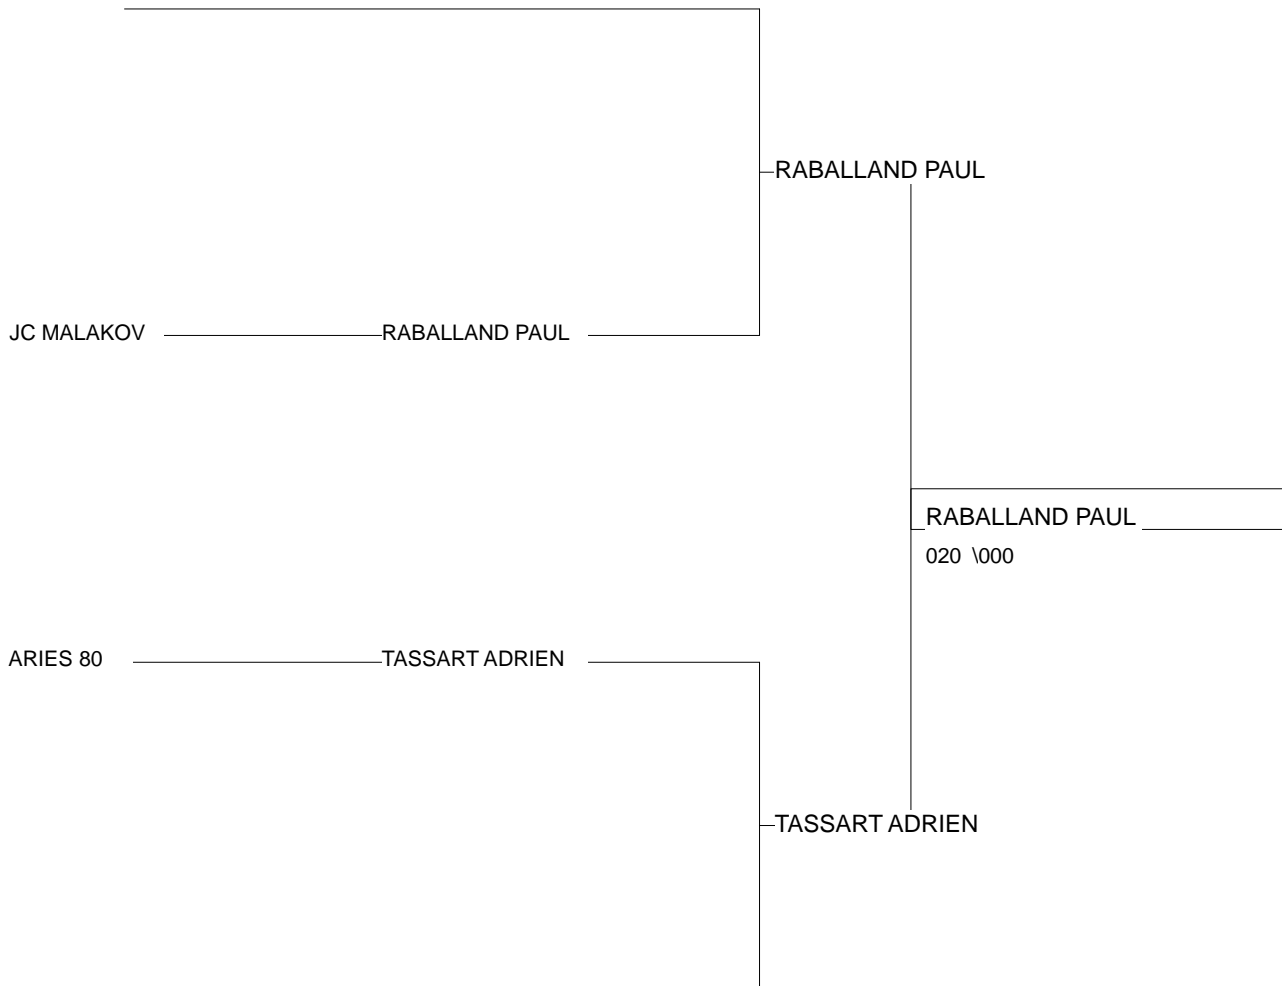 RABALLAND PAUL
JC MALAKOV RABALLAND PAUL
RABALLAND PAUL
020 \000
ARIES 80 TASSART ADRIEN
TASSART ADRIEN